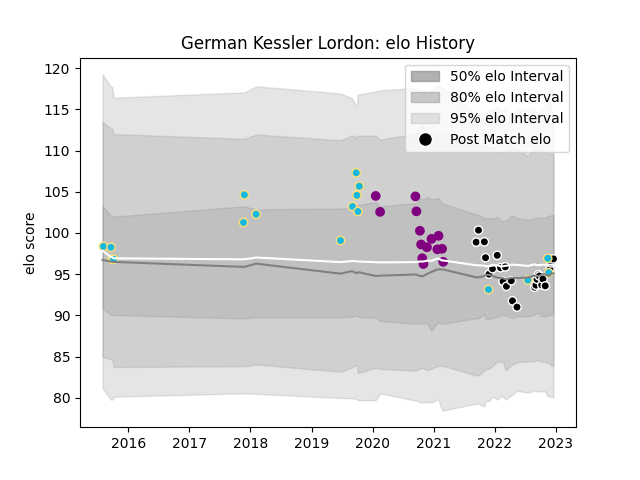 German Kessler Lordon: elo History
50% elo Interval
80% elo Interval
95% elo Interval
Post Match elo
elo score
120
115
110
105
100
95
90
85
80
2016
2017
2018
2019
2020
2021
2022
2023